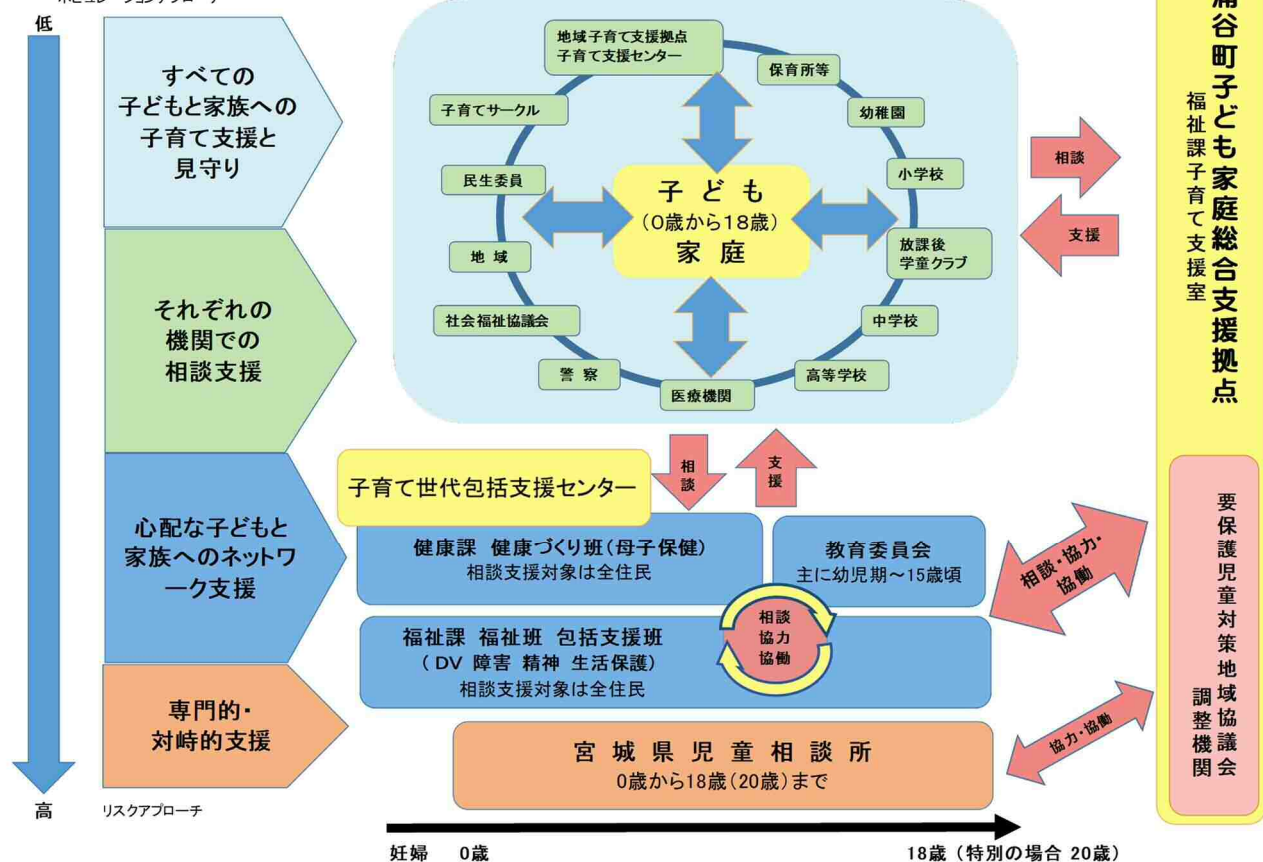 低
すべての
子どもと家族への
子育て支援と
見守り
それぞれの
機関での
相談支援
心配な子どもと
家族へのネットワ
ーク支援
専門的・
対峙的支援
高
リスクアプローチ
地域子育て支援拠点
子育て支援センター
保育所等
幼稚園
小学校
放課後
学童クラブ
中学校
高等学校
医療機関
警察
社会福祉協議会
地域
民生委員
子育てサークル
子ども
(0歳から18歳)
家庭
相談
支援
相談
支援
子育て世代包括支援センター
健康課 健康づくり班(母子保健)
相談支援対象は全住民
教育委員会
主に幼児期~15歳頃
福祉課 福祉班 包括支援班
(DV 障害 精神 生活保護)
相談支援対象は全住民
相談
協力
協働
宮城県児童相談所
0歳から18歳(20歳)まで
相談・協力・
協働
協力・協働
谷町子ども家庭総合支援拠点
福祉課子育て支援室
要保護児童対策地域協議会
調整機関
妊婦 0歳
18歳(特別の場合 20歳)